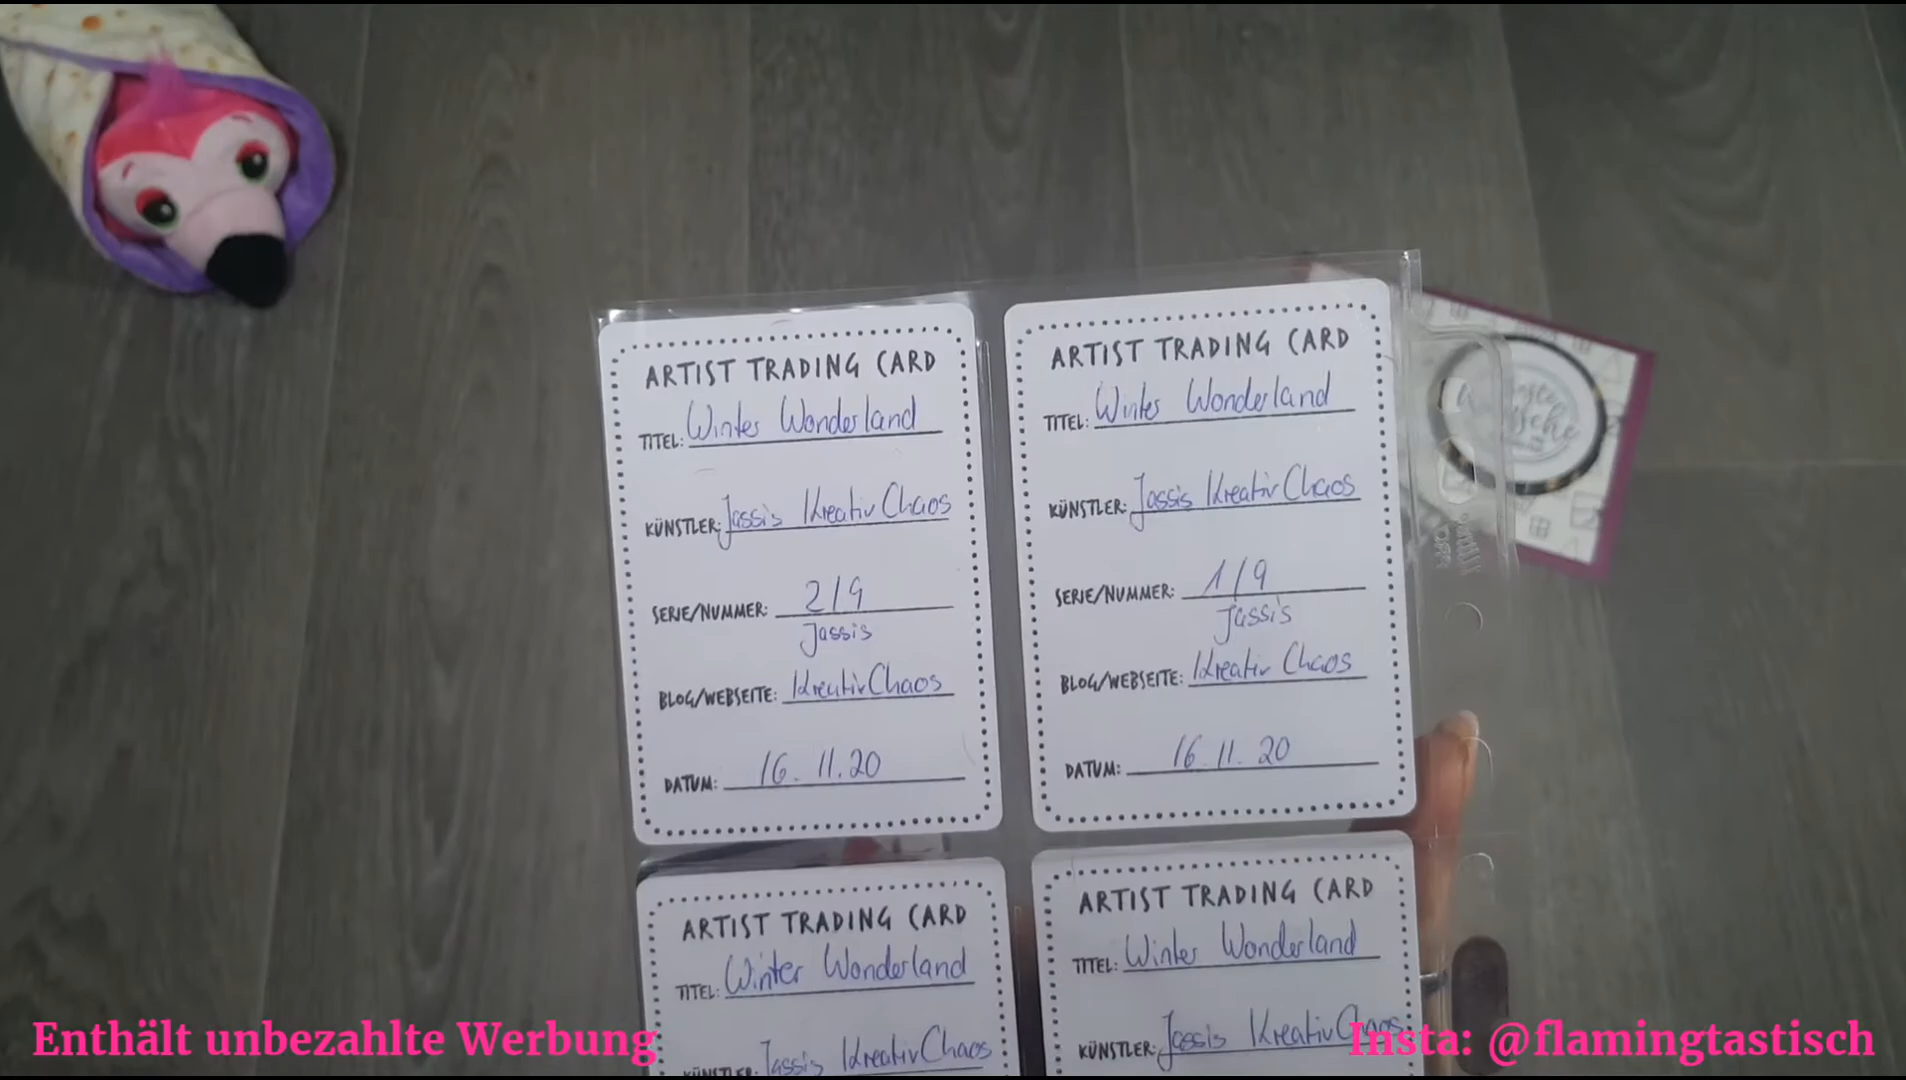 ARTIST TRADING CARD
TITEL: Winter Wonderland
KÜNSTLER: Jassis KreativChaos
SERIE/NUMMER: 2/9
Jassis
BLOG/WEBSEITE: KreativChaos
DATUM: 16.11.20
ARTIST TRADING CARD
TITEL: Winter Wonderland
KÜNSTLER: Jassis KreativChaos
SERIE/NUMMER: 1/9
Jassis
BLOG/WEBSEITE: KreativChaos
DATUM: 16.11.20
ARTIST TRADING CARD
TITEL: Winter Wonderland
KÜNSTLER: Jassis KreativChaos
ARTIST TRADING CARD
TITEL: Winter Wonderland
KÜNSTLER: Jassis KreativChaos
Enthält unbezahlte Werbung
Insta: @flamingtastisch